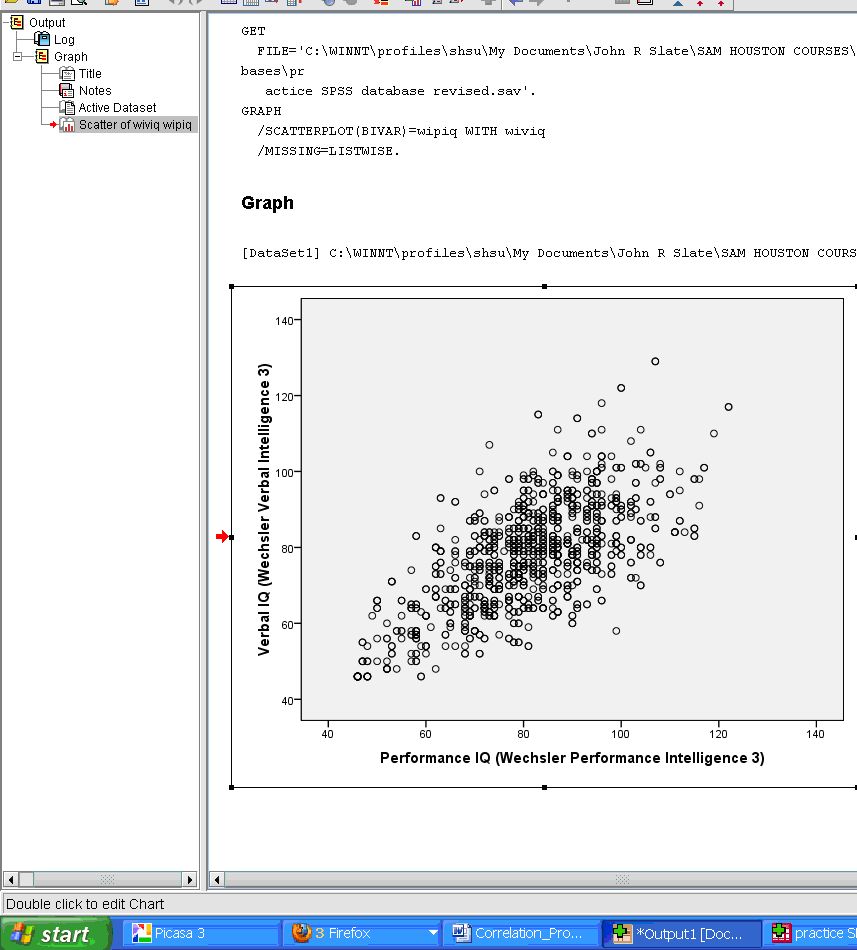 Output
Log
Graph
Title
Notes
Active Dataset
Scatter of wiviq wipiq
GET
FILE='C:\WINNT\profiles\shsu\My Documents\John R Slate\SAM HOUSTON COURSES\
bases\pr
actice SPSS database revised.sav'.
GRAPH
/SCATTERPLOT(BIVAR)=wipiq WITH wiviq
/MISSING=LISTWISE.
Graph
[DataSet1] C:\WINNT\profiles\shsu\My Documents\John R Slate\SAM HOUSTON COURS
140
120
100
80
60
40
Verbal IQ (Wechsler Verbal Intelligence 3)
40 60 80 100 120 140
Performance IQ (Wechsler Performance Intelligence 3)
Double click to edit Chart
start Picasa 3 3 Firefox Correlation_Pro... *Output1 [Doc... practice S